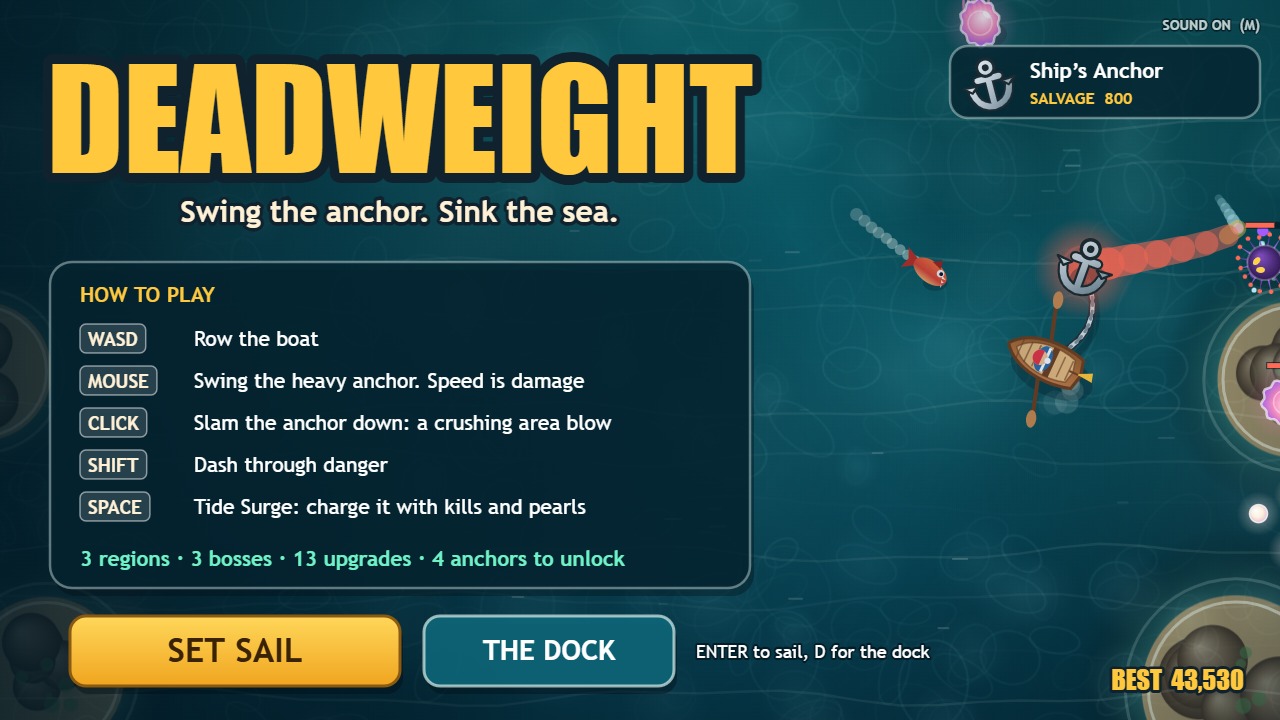 SOUND ON (M)
DEADWEIGHT
Ship's Anchor
SALVAGE 800
Swing the anchor. Sink the sea.
HOW TO PLAY
WASD Row the boat
MOUSE Swing the heavy anchor. Speed is damage
CLICK Slam the anchor down: a crushing area blow
SHIFT Dash through danger
SPACE Tide Surge: charge it with kills and pearls
3 regions · 3 bosses · 13 upgrades · 4 anchors to unlock
SET SAIL
THE DOCK
ENTER to sail, D for the dock
BEST 43,530